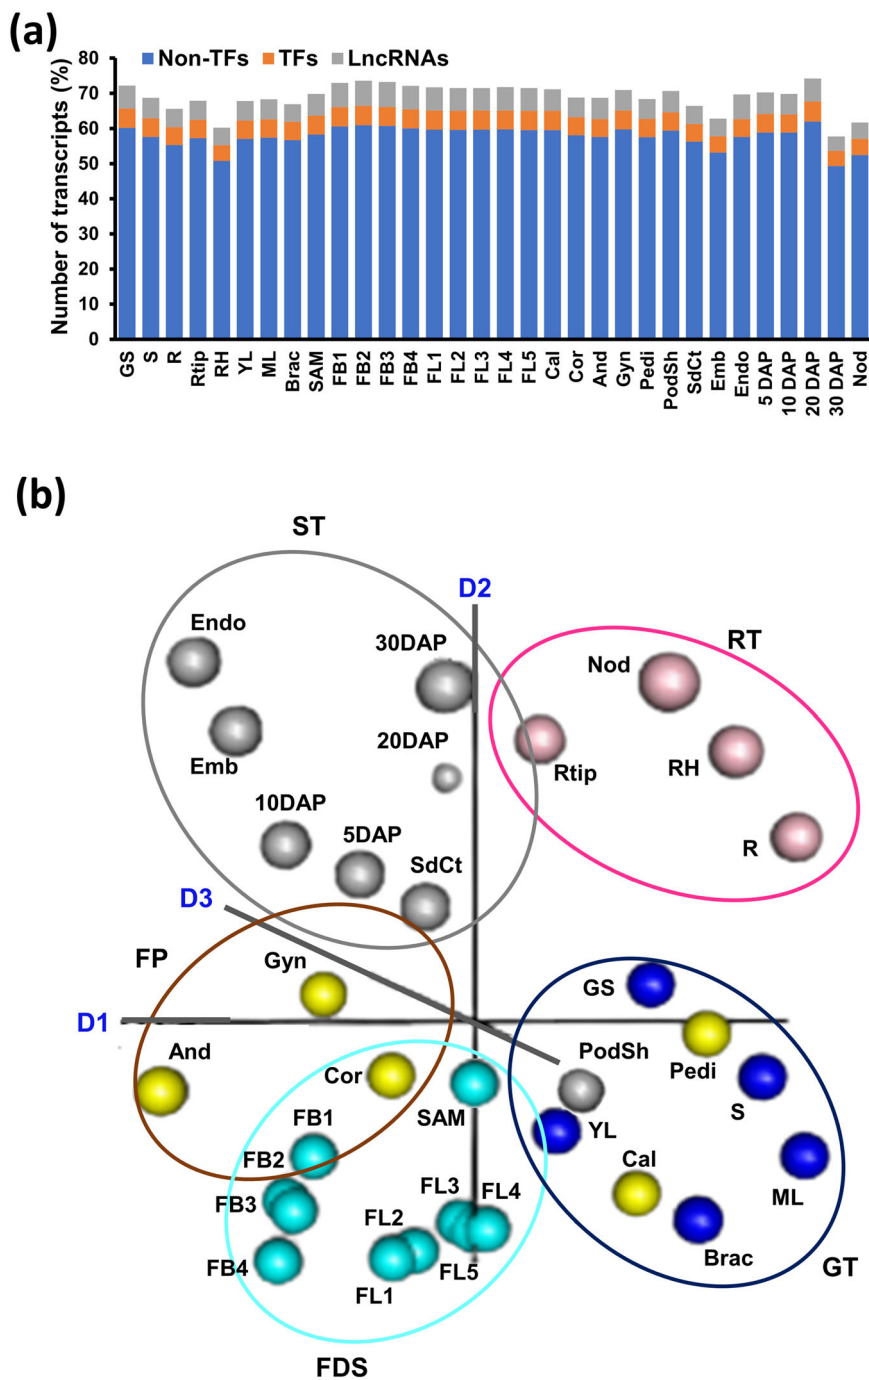 (a)
Number of transcripts (%)
Non-TFs TFs LncRNAs
80
70
60
50
40
30
20
10
0
GS S R Rtip RH YL ML Brac SAM FB1 FB2 FB3 FB4 FL1 FL2 FL3 FL4 FL5 Cal Cor And Gyn Pedi PodSh SdCt Emb Endo 5 DAP 10 DAP 20 DAP 30 DAP Nod
(b)
ST
D2
Endo
30DAP
RT
Nod
20DAP
Emb
Rtip
RH
10DAP
5DAP
R
SdCt
D3
FP
Gyn
GS
D1
And
Cor
PodSh
Pedi
SAM
S
FB1
YL
FB2
Cal
FB3
FL3 FL4
ML
FL2
FB4
FL5
Brac
FL1
GT
FDS